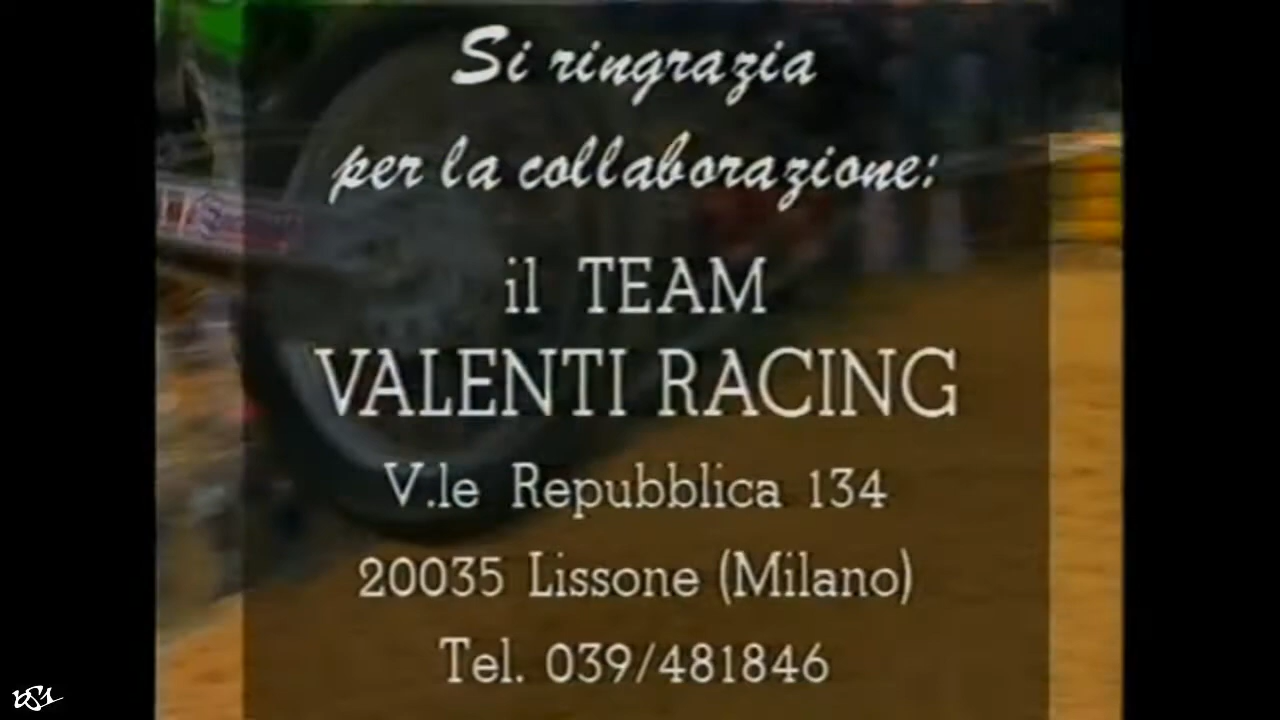 Si ringrazia
per la collaborazione:
il TEAM
VALENTI RACING
V.le Repubblica 134
20035 Lissone (Milano)
Tel. 039/481846